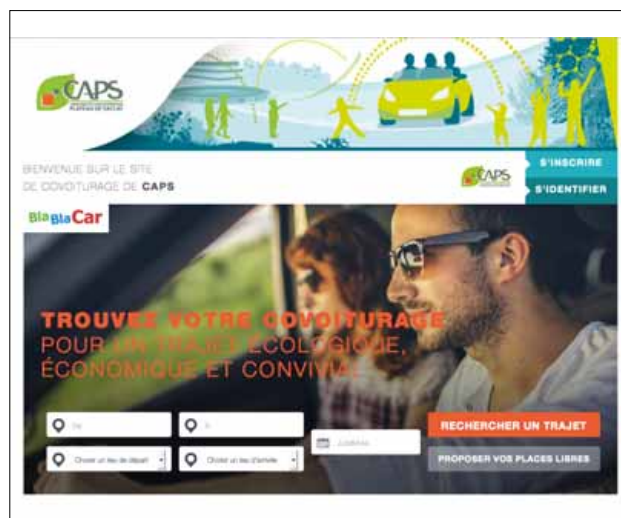 CAPS
PLATEAU DE SACLAY
BIENVENUE SUR LE SITE
DE COVOITURAGE DE CAPS
CAPS
S'INSCRIRE
S'IDENTIFIER
BlaBlaCar
TROUVEZ VOTRE COVOITURAGE
POUR UN TRAJET ÉCOLOGIQUE,
ÉCONOMIQUE ET CONVIVIAL
De
À
RECHERCHER UN TRAJET
Choisir un lieu de départ
Choisir un lieu d'arrivée
PROPOSER VOS PLACES LIBRES